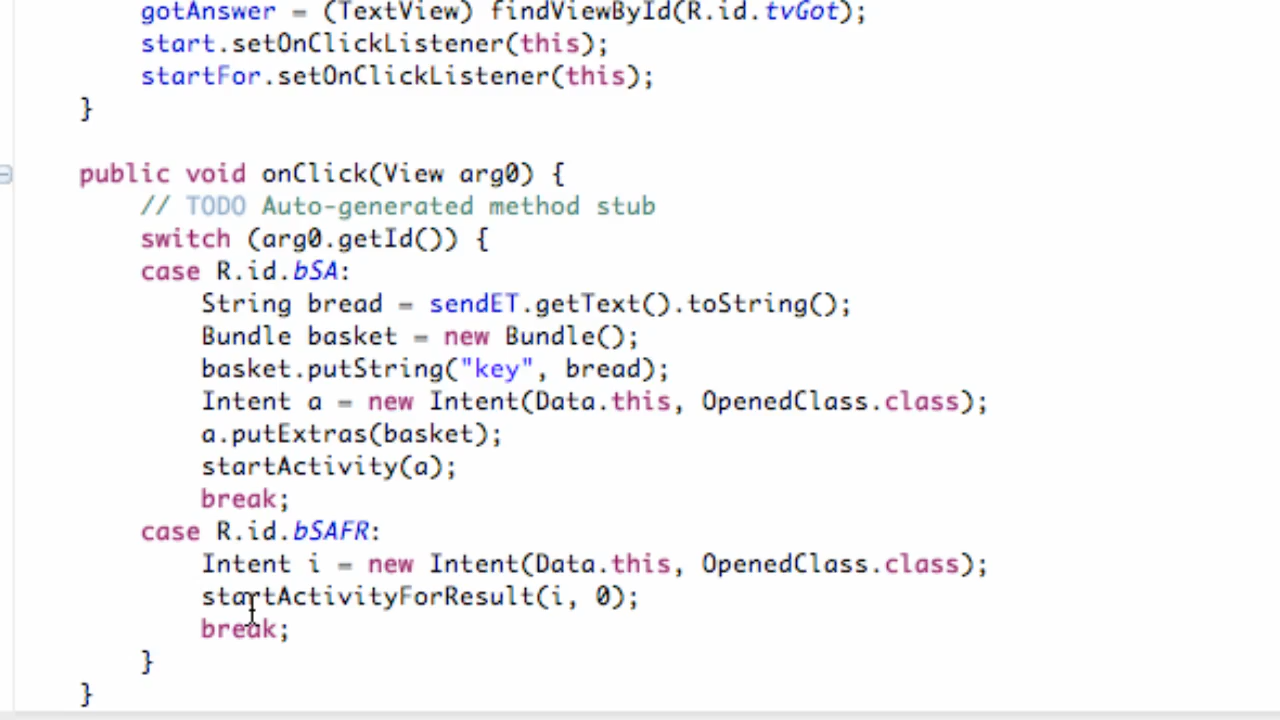 gotAnswer = (TextView) findViewById(R.id.tvGot);
start.setOnClickListener(this);
startFor.setOnClickListener(this);
}
public void onClick(View arg0) {
// TODO Auto-generated method stub
switch (arg0.getId()) {
case R.id.bSA:
String bread = sendET.getText().toString();
Bundle basket = new Bundle();
basket.putString("key", bread);
Intent a = new Intent(Data.this, OpenedClass.class);
a.putExtras(basket);
startActivity(a);
break;
case R.id.bSAFR:
Intent i = new Intent(Data.this, OpenedClass.class);
startActivityForResult(i, 0);
break;
}
}